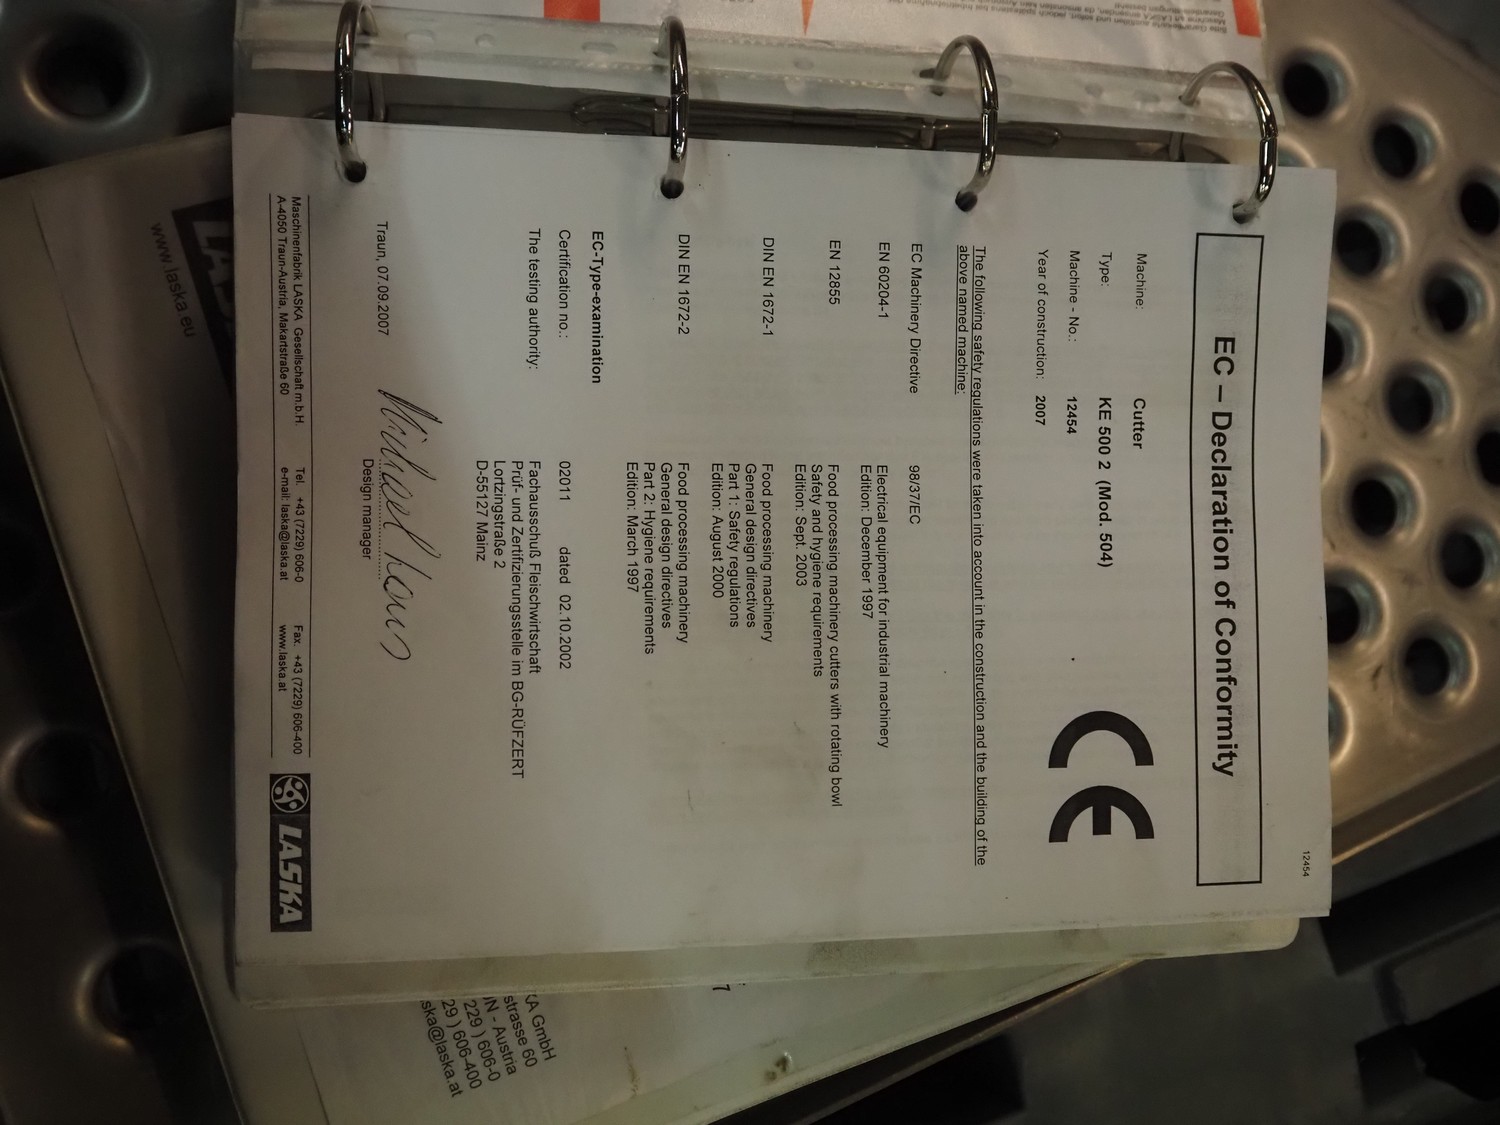 12454
EC – Declaration of Conformity
Machine: Cutter
Type: KE 500 2 (Mod. 504)
Machine - No.: 12454
Year of construction: 2007
CE
The following safety regulations were taken into account in the construction and the building of the
above named machine:
EC Machinery Directive 98/37/EC
EN 60204-1 Electrical equipment for industrial machinery
Edition: December 1997
EN 12855 Food processing machinery cutters with rotating bowl
Safety and hygiene requirements
Edition: Sept. 2003
DIN EN 1672-1 Food processing machinery
General design directives
Part 1: Safety regulations
Edition: August 2000
DIN EN 1672-2 Food processing machinery
General design directives
Part 2: Hygiene requirements
Edition: March 1997
EC-Type-examination
Certification no.: 02011 dated 02.10.2002
The testing authority: Fachausschuß Fleischwirtschaft
Prüf- und Zertifizierungsstelle im BG-RÜFZERT
Lortzingstraße 2
D-55127 Mainz
Traun, 07.09.2007
Design manager
Maschinenfabrik LASKA Gesellschaft m.b.H. Tel. +43 (7229) 606-0 Fax. +43 (7229) 606-400
A-4050 Traun-Austria, Makartstraße 60 e-mail: laska@laska.at www.laska.at
LASKA
www.laska.eu
KA GmbH
strasse 60
N - Austria
229 ) 606-0
29 ) 606-400
ska@laska.at